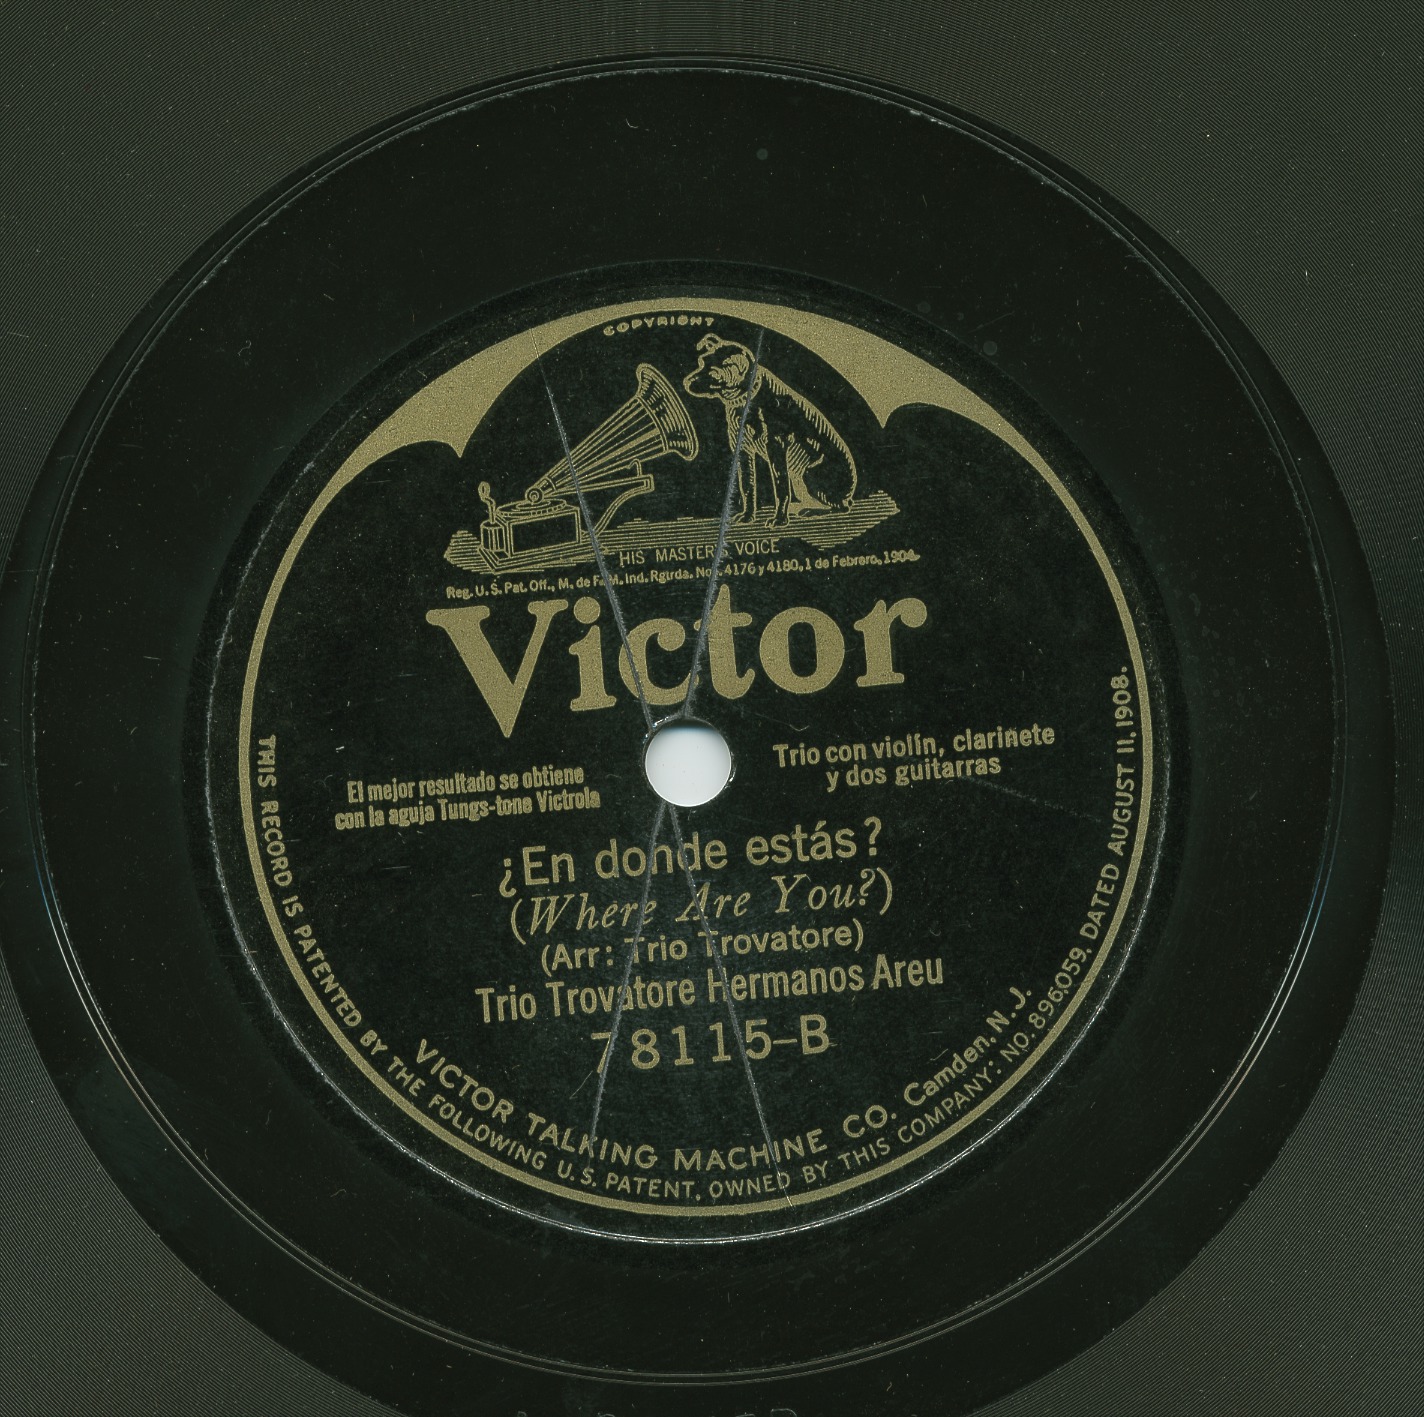 COPYRIGHT
HIS MASTER'S VOICE
Reg. U. S. Pat. Off., M. de F. M. Ind. Rgtrda. Nos. 4176 y 4180, 1 de Febrero, 1904.
Victor
El mejor resultado se obtiene
con la aguja Tungs-tone Victrola
Trio con violín, clarinete
y dos guitarras
¿En donde estás?
(Where Are You?)
(Arr: Trio Trovatore)
Trio Trovatore Hermanos Areu
78115-B
VICTOR TALKING MACHINE CO. Camden, N. J.
THIS RECORD IS PATENTED BY THE FOLLOWING U. S. PATENT, OWNED BY THIS COMPANY: NO. 896,059, DATED AUGUST 11, 1908.